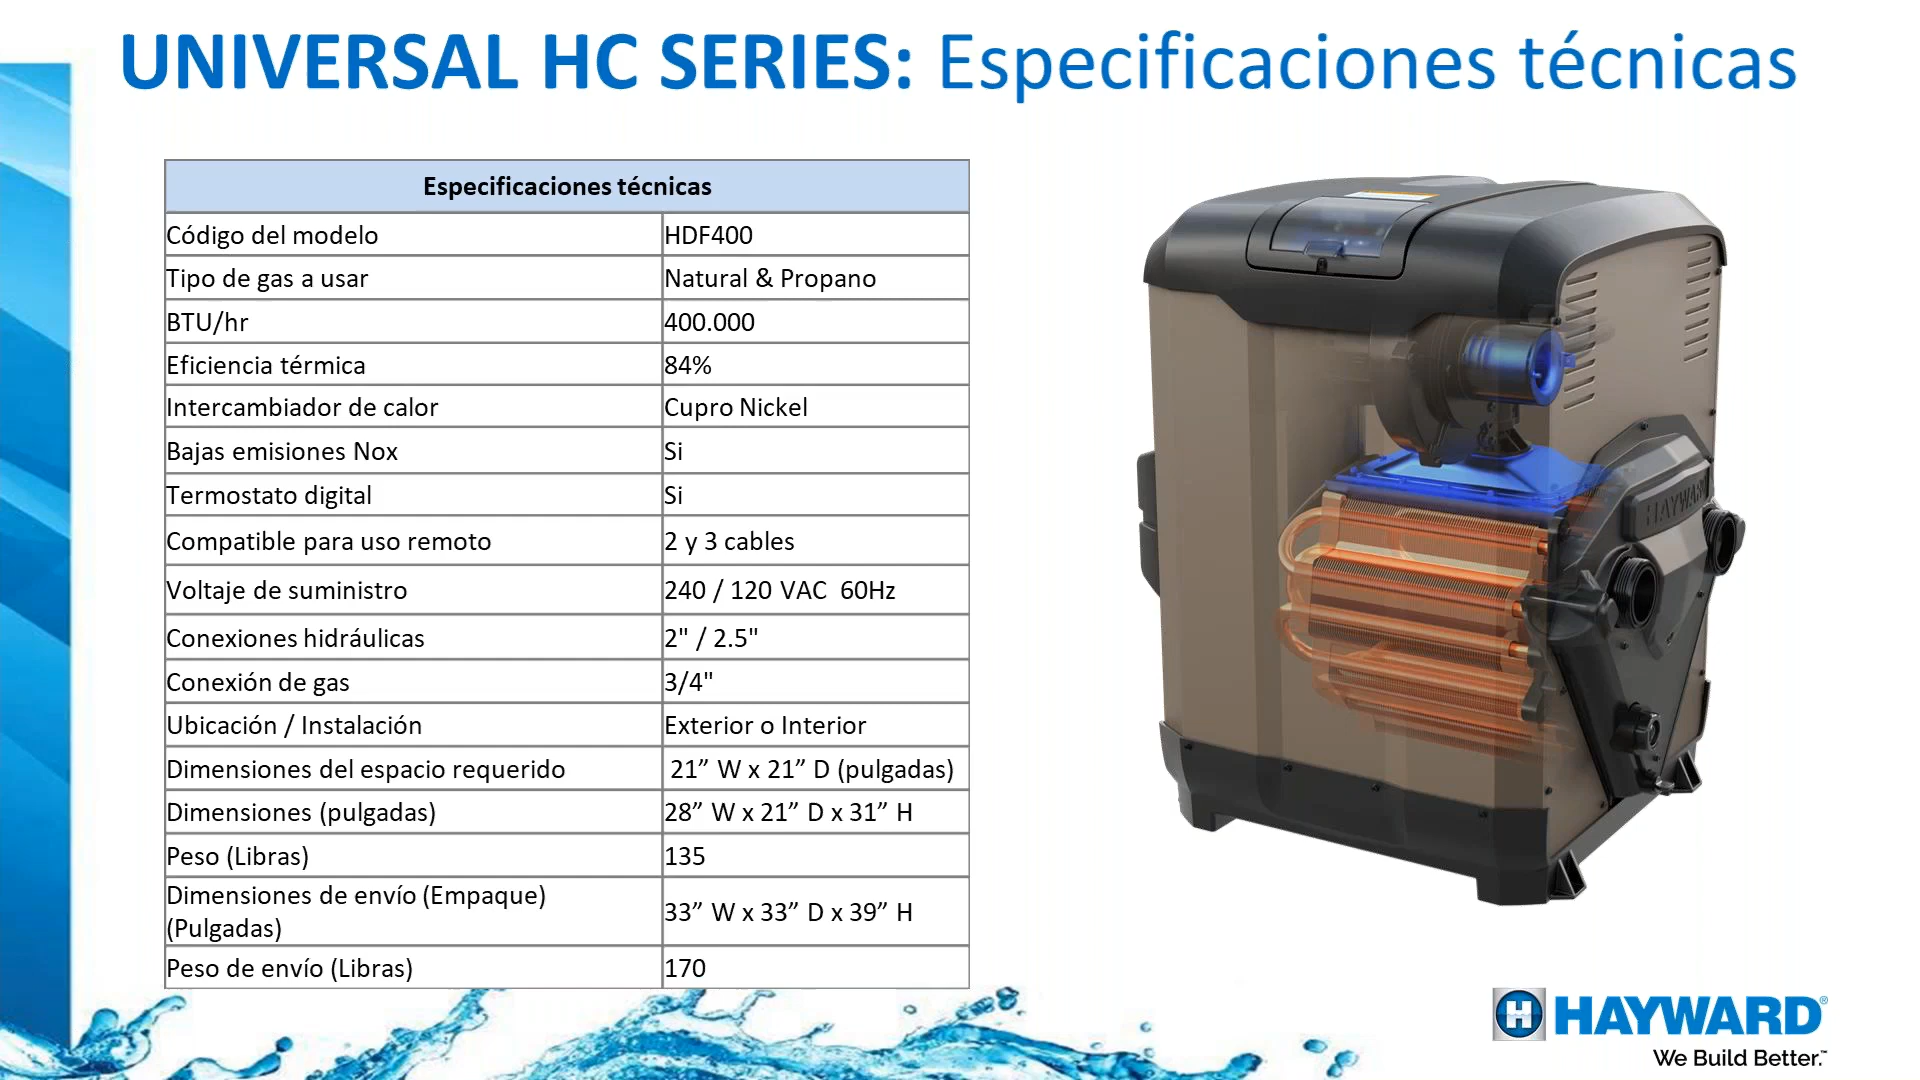 UNIVERSAL HC SERIES: Especificaciones técnicas
Especificaciones técnicas
Código del modelo HDF400
Tipo de gas a usar Natural & Propano
BTU/hr 400.000
Eficiencia térmica 84%
Intercambiador de calor Cupro Nickel
Bajas emisiones Nox Si
Termostato digital Si
Compatible para uso remoto 2 y 3 cables
Voltaje de suministro 240 / 120 VAC  60Hz
Conexiones hidráulicas 2" / 2.5"
Conexión de gas 3/4"
Ubicación / Instalación Exterior o Interior
Dimensiones del espacio requerido 21” W x 21” D (pulgadas)
Dimensiones (pulgadas) 28” W x 21” D x 31” H
Peso (Libras) 135
Dimensiones de envío (Empaque)
(Pulgadas) 33” W x 33” D x 39” H
Peso de envío (Libras) 170
HAYWARD
H HAYWARD®
We Build Better.™